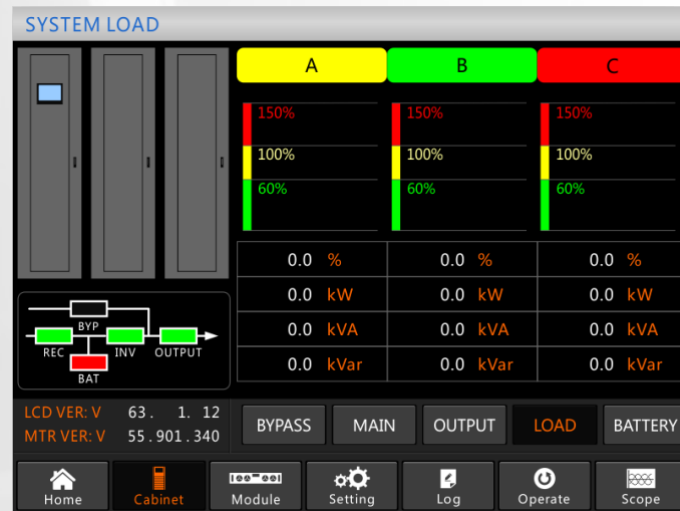 SYSTEM LOAD
A B C
150% 150% 150%
100% 100% 100%
60% 60% 60%
0.0 % 0.0 % 0.0 %
0.0 kW 0.0 kW 0.0 kW
0.0 kVA 0.0 kVA 0.0 kVA
0.0 kVar 0.0 kVar 0.0 kVar
BYP
REC INV OUTPUT
BAT
LCD VER: V 63. 1. 12
MTR VER: V 55.901.340
BYPASS MAIN OUTPUT LOAD BATTERY
Home Cabinet Module Setting Log Operate Scope